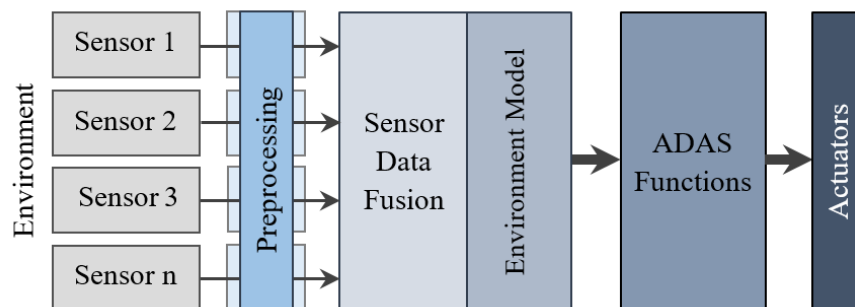 Environment
Sensor 1
Sensor 2
Sensor 3
Sensor n
Preprocessing
Sensor
Data
Fusion
Environment Model
ADAS
Functions
Actuators